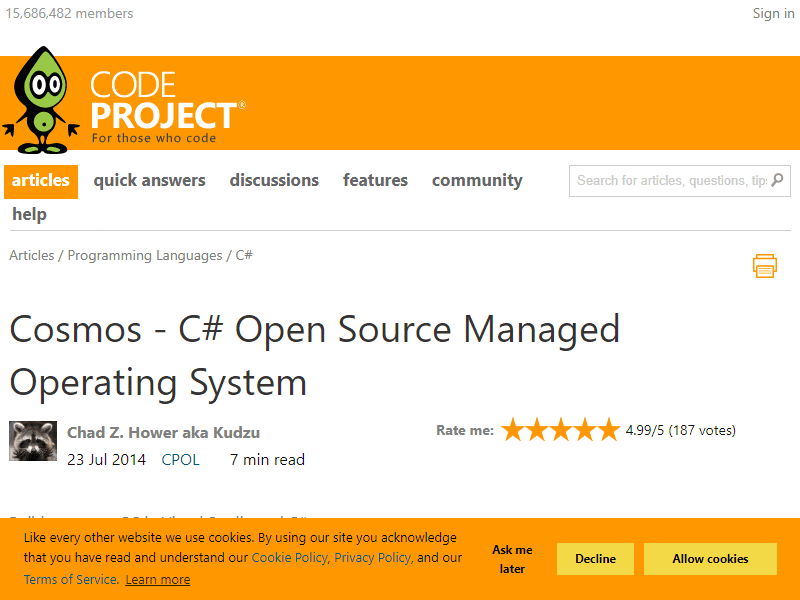 15,686,482 members
Sign in
CODE
PROJECT®
For those who code
articles
quick answers
discussions
features
community
Search for articles, questions, tip
help
Articles / Programming Languages / C#
Cosmos - C# Open Source Managed
Operating System
Chad Z. Hower aka Kudzu
Rate me:
4.99/5 (187 votes)
23 Jul 2014
CPOL
7 min read
Like every other website we use cookies. By using our site you acknowledge
that you have read and understand our Cookie Policy, Privacy Policy, and our
Terms of Service. Learn more
Ask me
later
Decline
Allow cookies